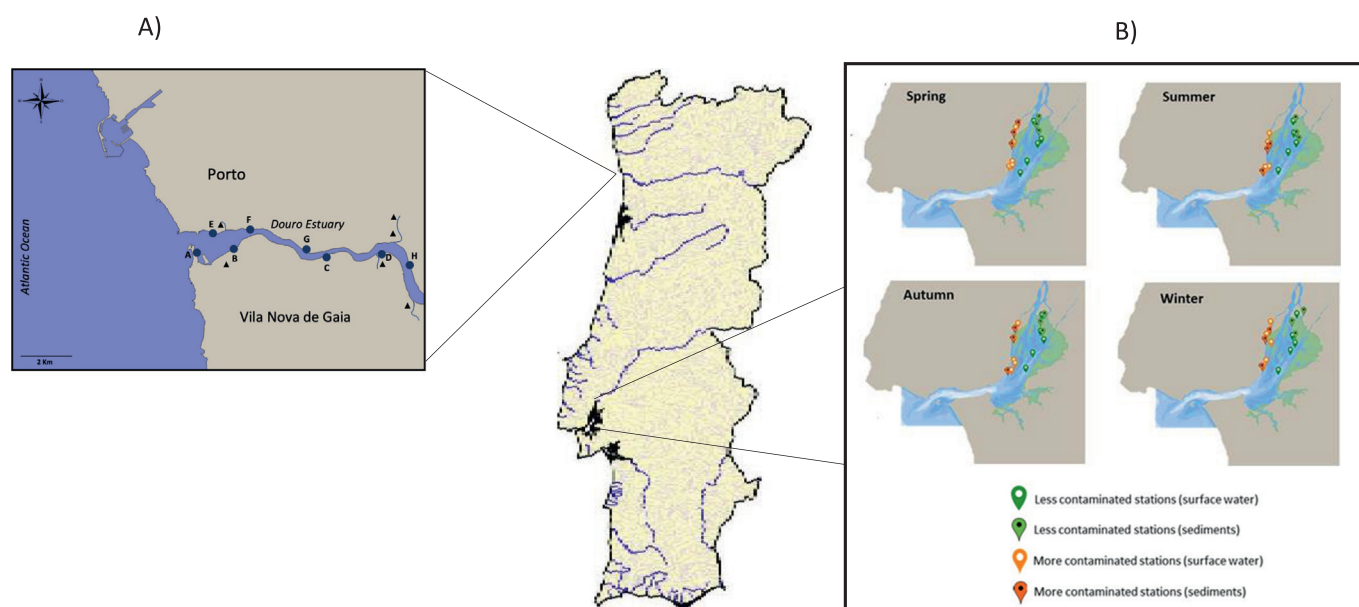 A)
B)
Porto
E
F
Douro Estuary
A
B
G
C
D
H
Atlantic Ocean
Vila Nova de Gaia
2 Km
Spring
Summer
Autumn
Winter
Less contaminated stations (surface water)
Less contaminated stations (sediments)
More contaminated stations (surface water)
More contaminated stations (sediments)